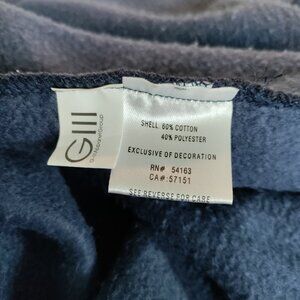 GIII
SHELL: 60% COTTON
40% POLYESTER
EXCLUSIVE OF DECORATION
RN# 54163
CA# 57151
SEE REVERSE FOR CARE